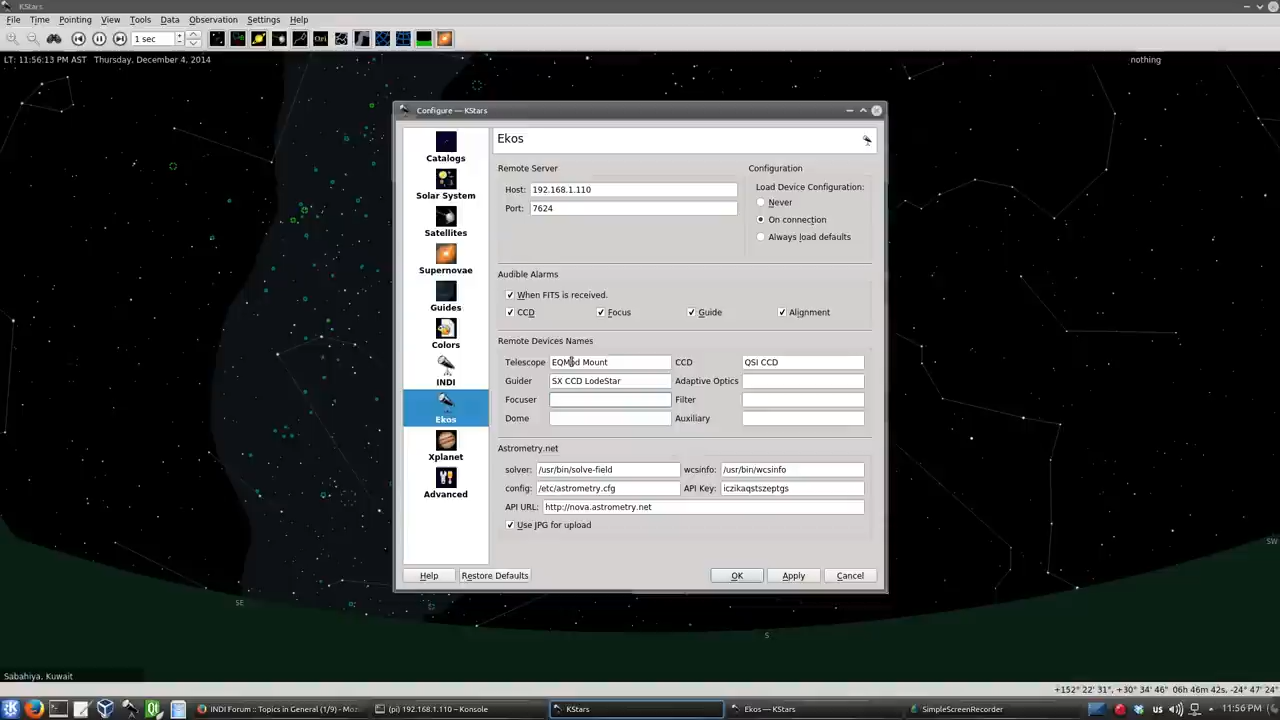 KStars
File Time Pointing View Tools Data Observation Settings Help
1 sec Ori
LT: 11:56:13 PM AST Thursday, December 4, 2014
nothing
Configure — KStars
Catalogs
Solar System
Satellites
Supernovae
Guides
Colors
INDI
Ekos
Xplanet
Advanced
Ekos
Remote Server
Host: 192.168.1.110
Port: 7624
Configuration
Load Device Configuration:
Never
On connection
Always load defaults
Audible Alarms
When FITS is received.
CCD Focus Guide Alignment
Remote Devices Names
Telescope EQMod Mount CCD QSI CCD
Guider SX CCD LodeStar Adaptive Optics
Focuser Filter
Dome Auxiliary
Astrometry.net
solver: /usr/bin/solve-field wcsinfo: /usr/bin/wcsinfo
config: /etc/astrometry.cfg API Key: iczikaqstszeptgs
API URL: http://nova.astrometry.net
Use JPG for upload
Help Restore Defaults OK Apply Cancel
SE
S
SW
Sabahiya, Kuwait
+152° 22' 31", +30° 34' 46" 06h 46m 42s, -24° 47' 24"
INDI Forum :: Topics in General (1/9) - Moz (pi) 192.168.1.110 – Konsole KStars Ekos — KStars SimpleScreenRecorder us 11:56 PM